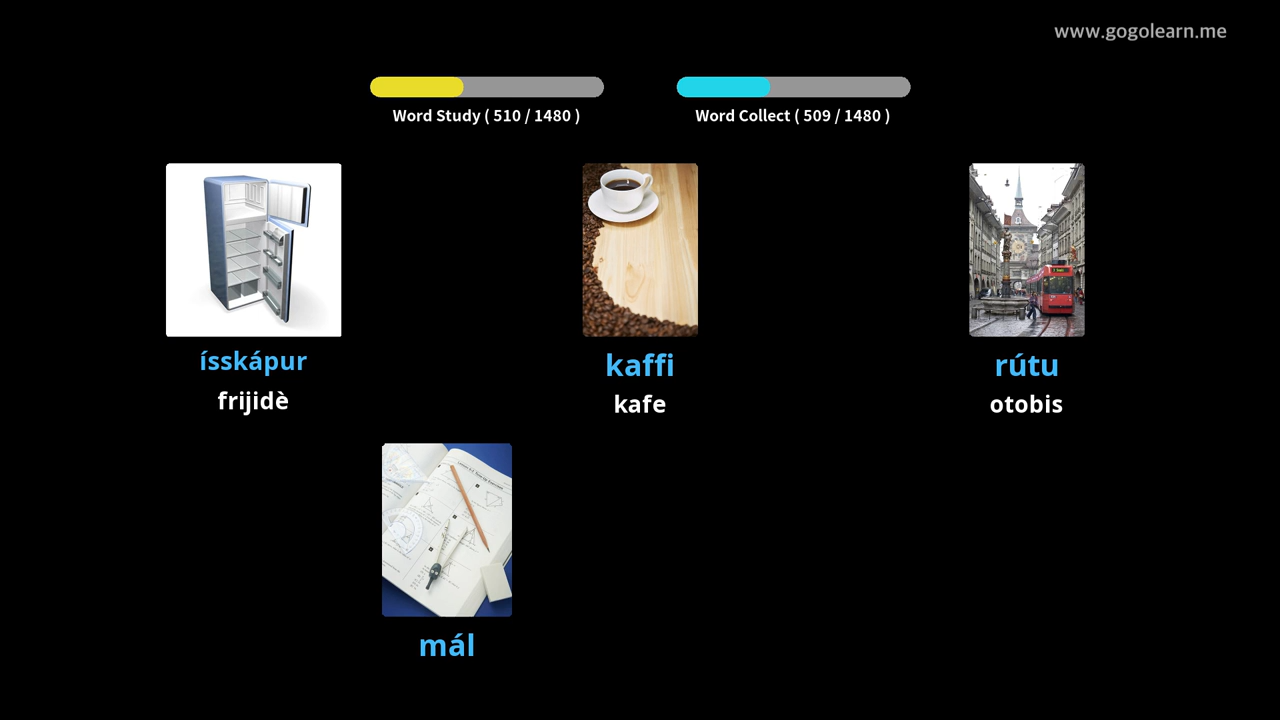 www.gogolearn.me
Word Study ( 510 / 1480 )
Word Collect ( 509 / 1480 )
ísskápur
kaffi
rútu
frijidè
kafe
otobis
mál